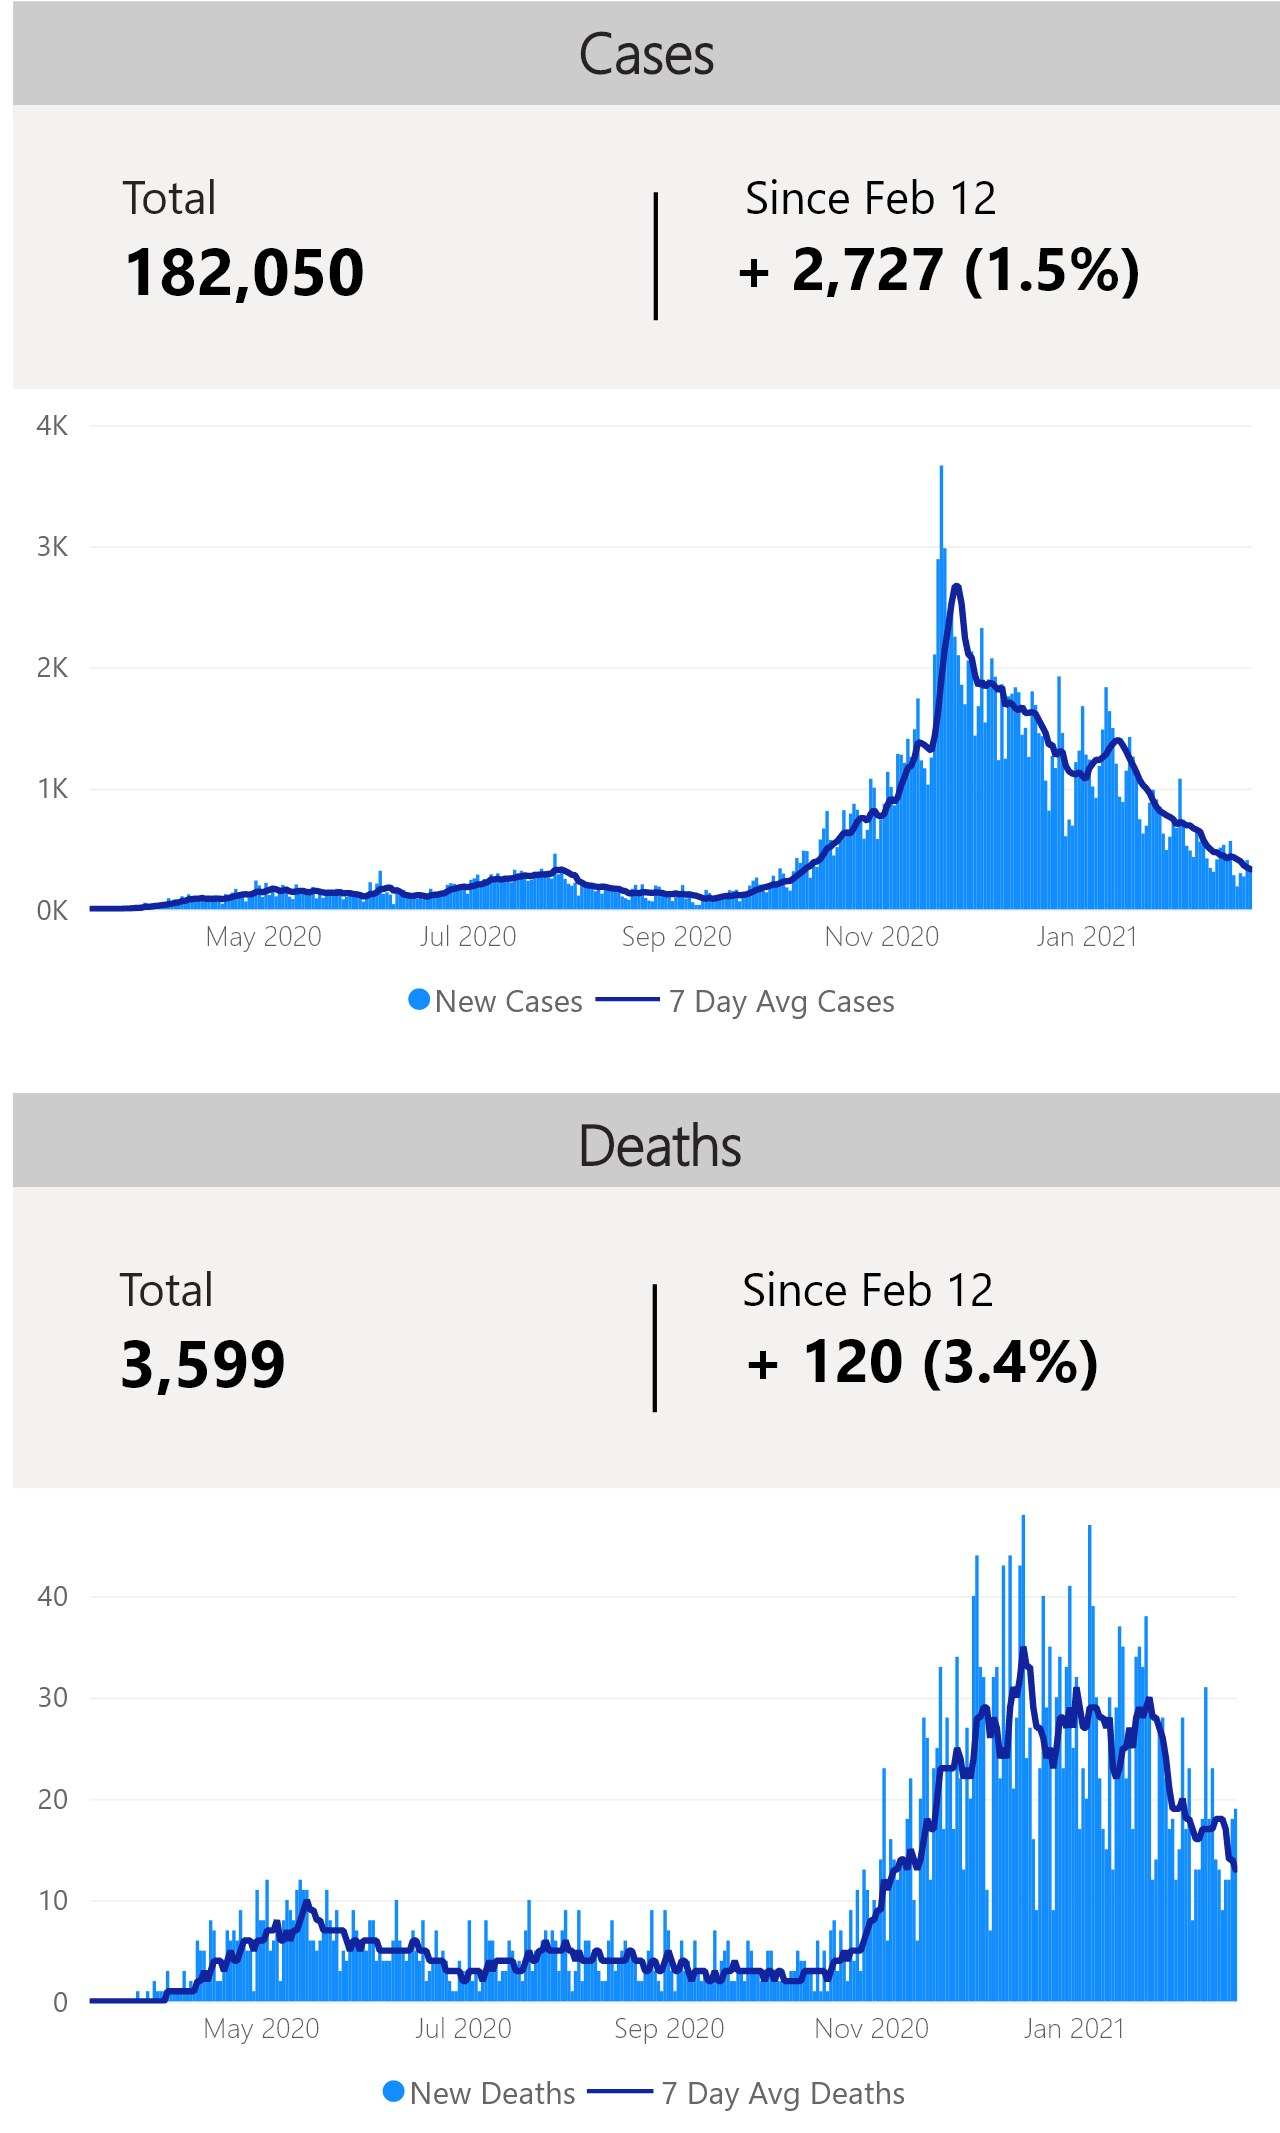 Cases
Total
Since Feb 12
182,050
+ 2,727 (1.5%)
4K
3K
2K
1K
0K
May 2020
Jul 2020
Sep 2020
Nov 2020
Jan 2021
New Cases
7 Day Avg Cases
Deaths
Total
Since Feb 12
3,599
+ 120 (3.4%)
40
30
20
10
0
May 2020
Jul 2020
Sep 2020
Nov 2020
Jan 2021
New Deaths
7 Day Avg Deaths